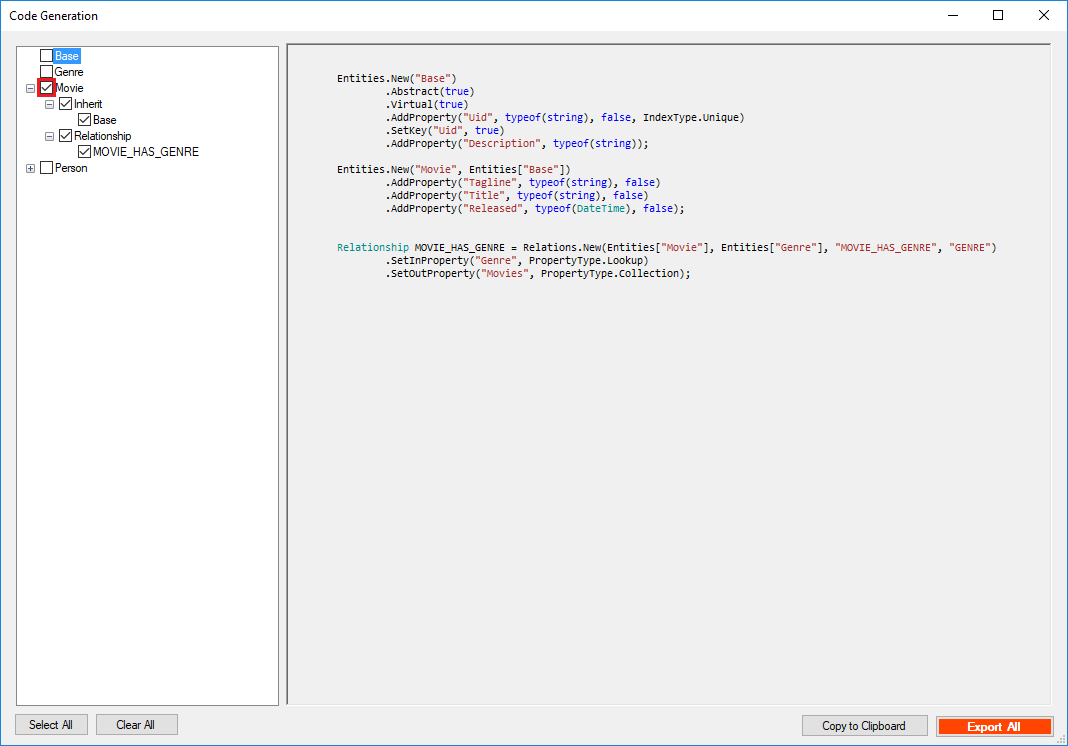 Code Generation
Base
Genre
Movie
Inherit
Base
Relationship
MOVIE_HAS_GENRE
Person
Entities.New("Base")
.Abstract(true)
.Virtual(true)
.AddProperty("Uid", typeof(string), false, IndexType.Unique)
.SetKey("Uid", true)
.AddProperty("Description", typeof(string));
Entities.New("Movie", Entities["Base"])
.AddProperty("Tagline", typeof(string), false)
.AddProperty("Title", typeof(string), false)
.AddProperty("Released", typeof(DateTime), false);
Relationship MOVIE_HAS_GENRE = Relations.New(Entities["Movie"], Entities["Genre"], "MOVIE_HAS_GENRE", "GENRE")
.SetInProperty("Genre", PropertyType.Lookup)
.SetOutProperty("Movies", PropertyType.Collection);
Select All
Clear All
Copy to Clipboard
Export All